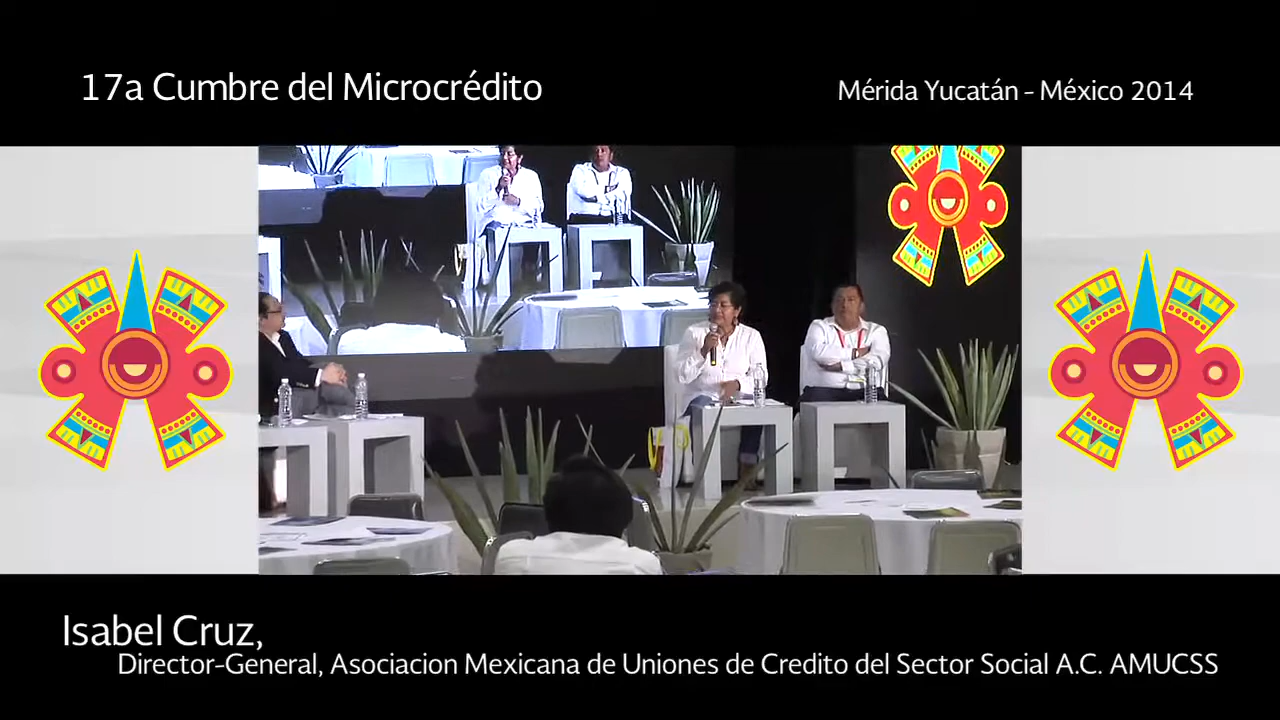 17a Cumbre del Microcrédito
Mérida Yucatán - México 2014
Isabel Cruz,
Director-General, Asociacion Mexicana de Uniones de Credito del Sector Social A.C. AMUCSS